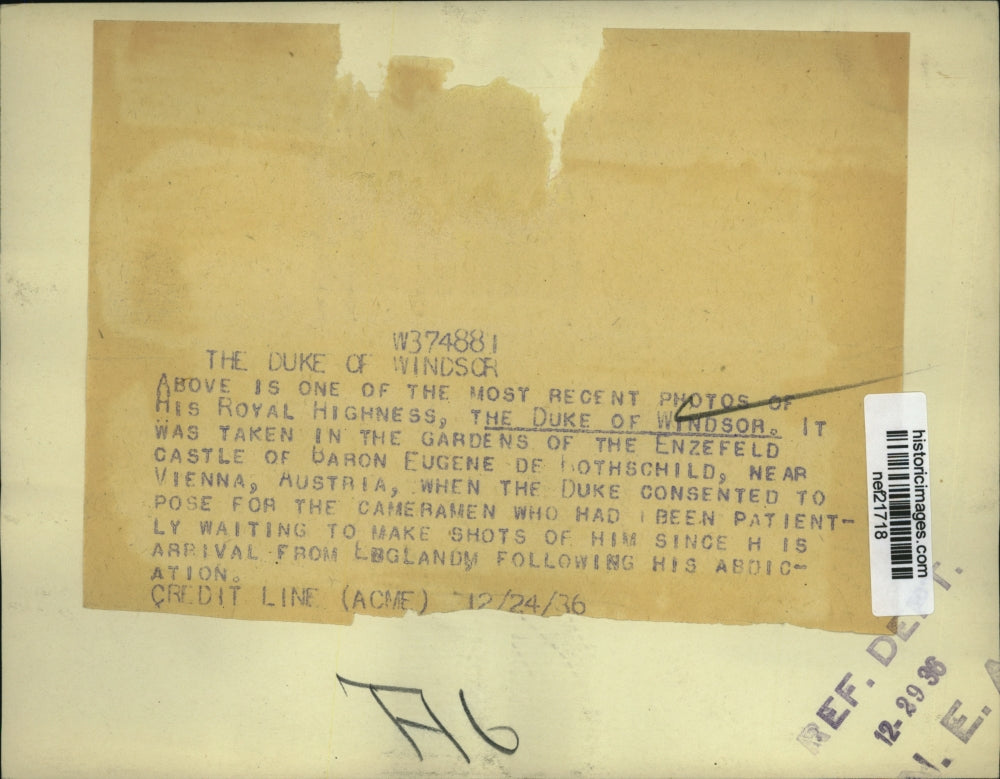 W374881
THE DUKE OF WINDSOR
ABOVE IS ONE OF THE MOST RECENT PHOTOS OF
HIS ROYAL HIGHNESS, THE DUKE OF WINDSOR. IT
WAS TAKEN IN THE GARDENS OF THE ENZEFELD
CASTLE OF BARON EUGENE DE ROTHSCHILD, NEAR
VIENNA, AUSTRIA, WHEN THE DUKE CONSENTED TO
POSE FOR THE CAMERAMEN WHO HAD BEEN PATIENT-
LY WAITING TO MAKE SHOTS OF HIM SINCE H IS
ARRIVAL FROM EBGLANDM FOLLOWING HIS ABDIC-
ATION.
CREDIT LINE (ACME) 12/24/36
historicimages.com
nef21718
REF. DEPT.
12-29 36
N. E. A
A6